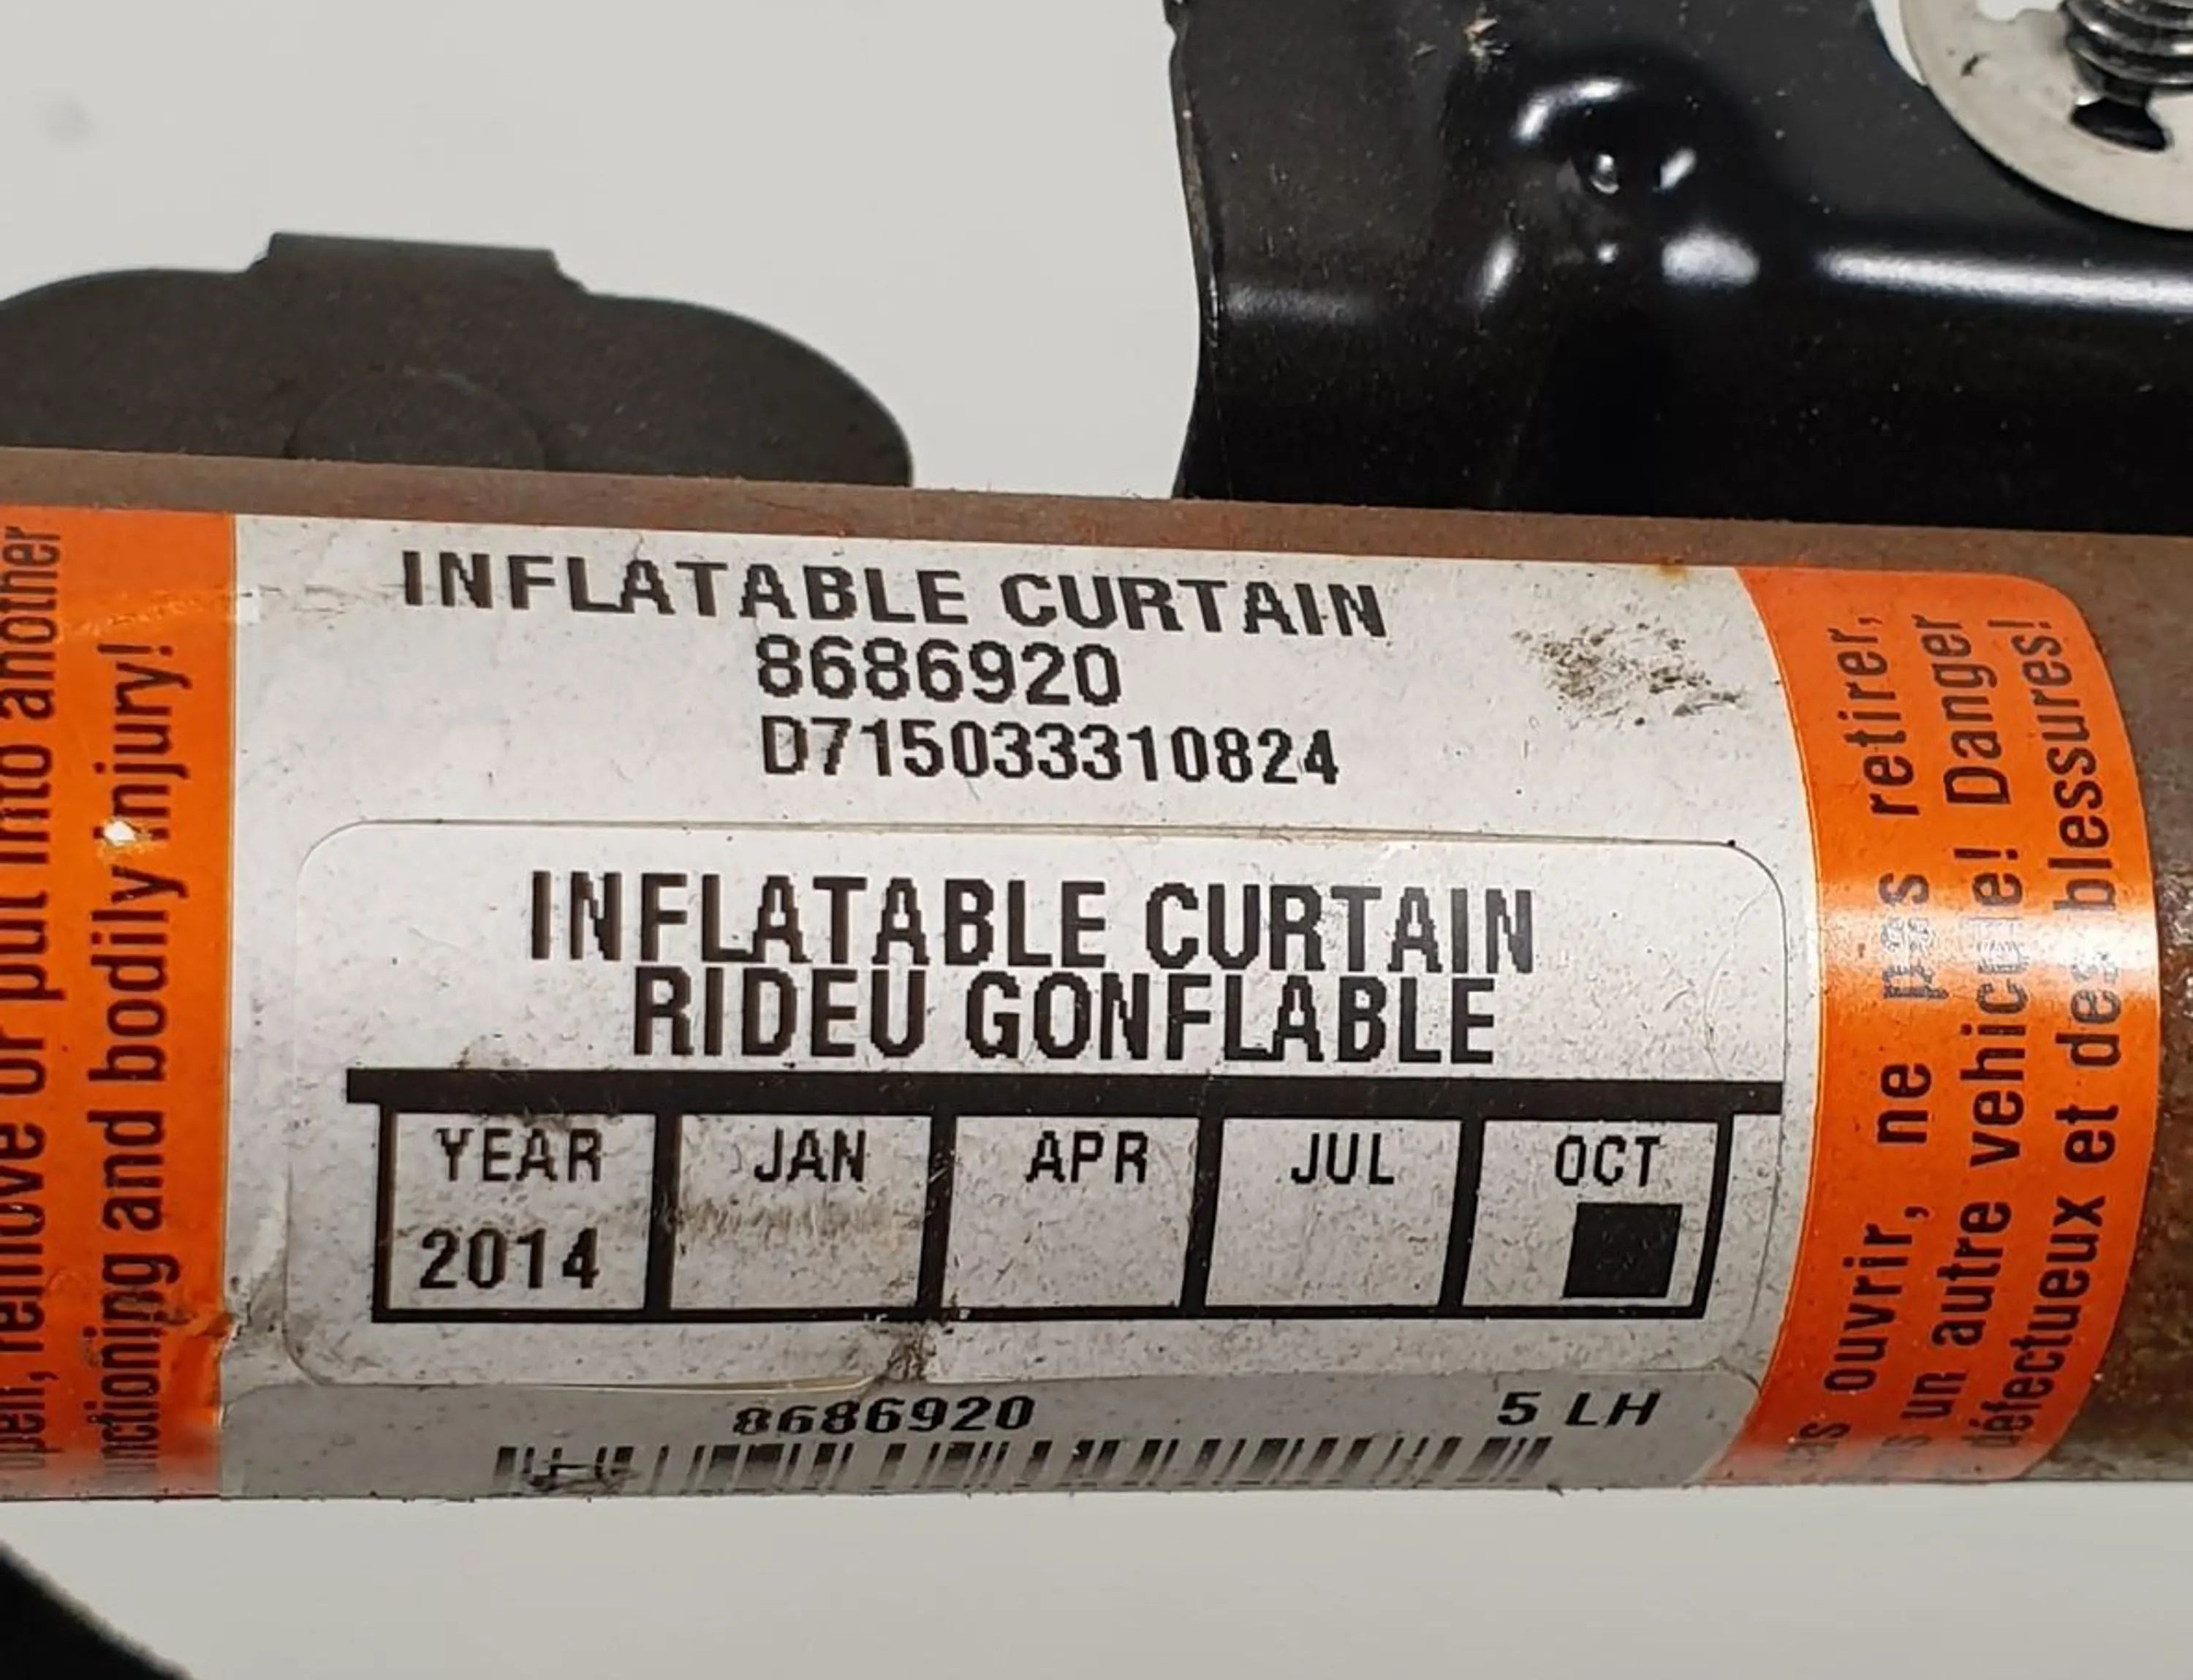 remove or put into another
and bodily injury!
INFLATABLE CURTAIN
8686920
D715033310824
INFLATABLE CURTAIN
RIDEU GONFLABLE
YEAR JAN APR JUL OCT
2014
8686920 5 LH
ouvrir, ne pas retirer,
un autre vehicule! Danger
défectueux et des blessures!